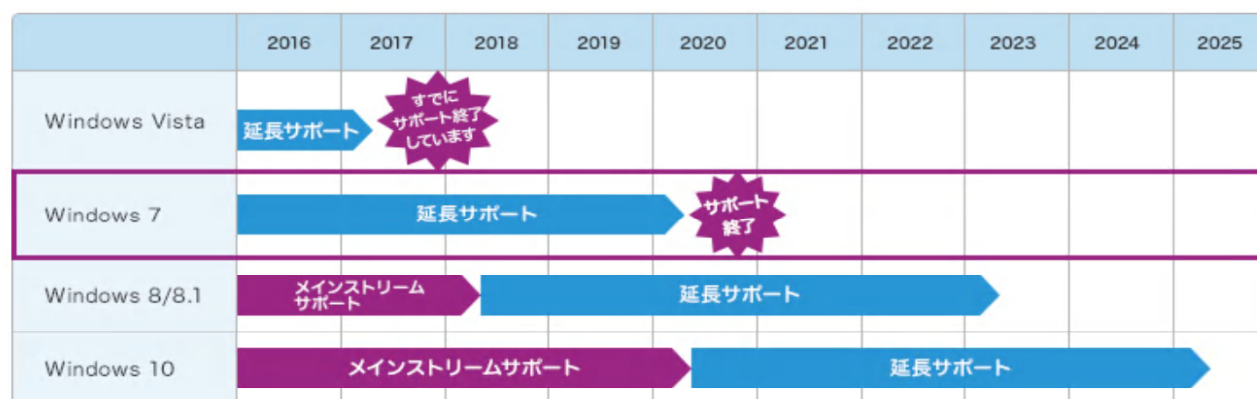 2016 2017 2018 2019 2020 2021 2022 2023 2024 2025
Windows Vista
延長サポート
すでに
サポート終了
しています
Windows 7
延長サポート
サポート
終了
Windows 8/8.1
メインストリーム
サポート
延長サポート
Windows 10
メインストリームサポート
延長サポート